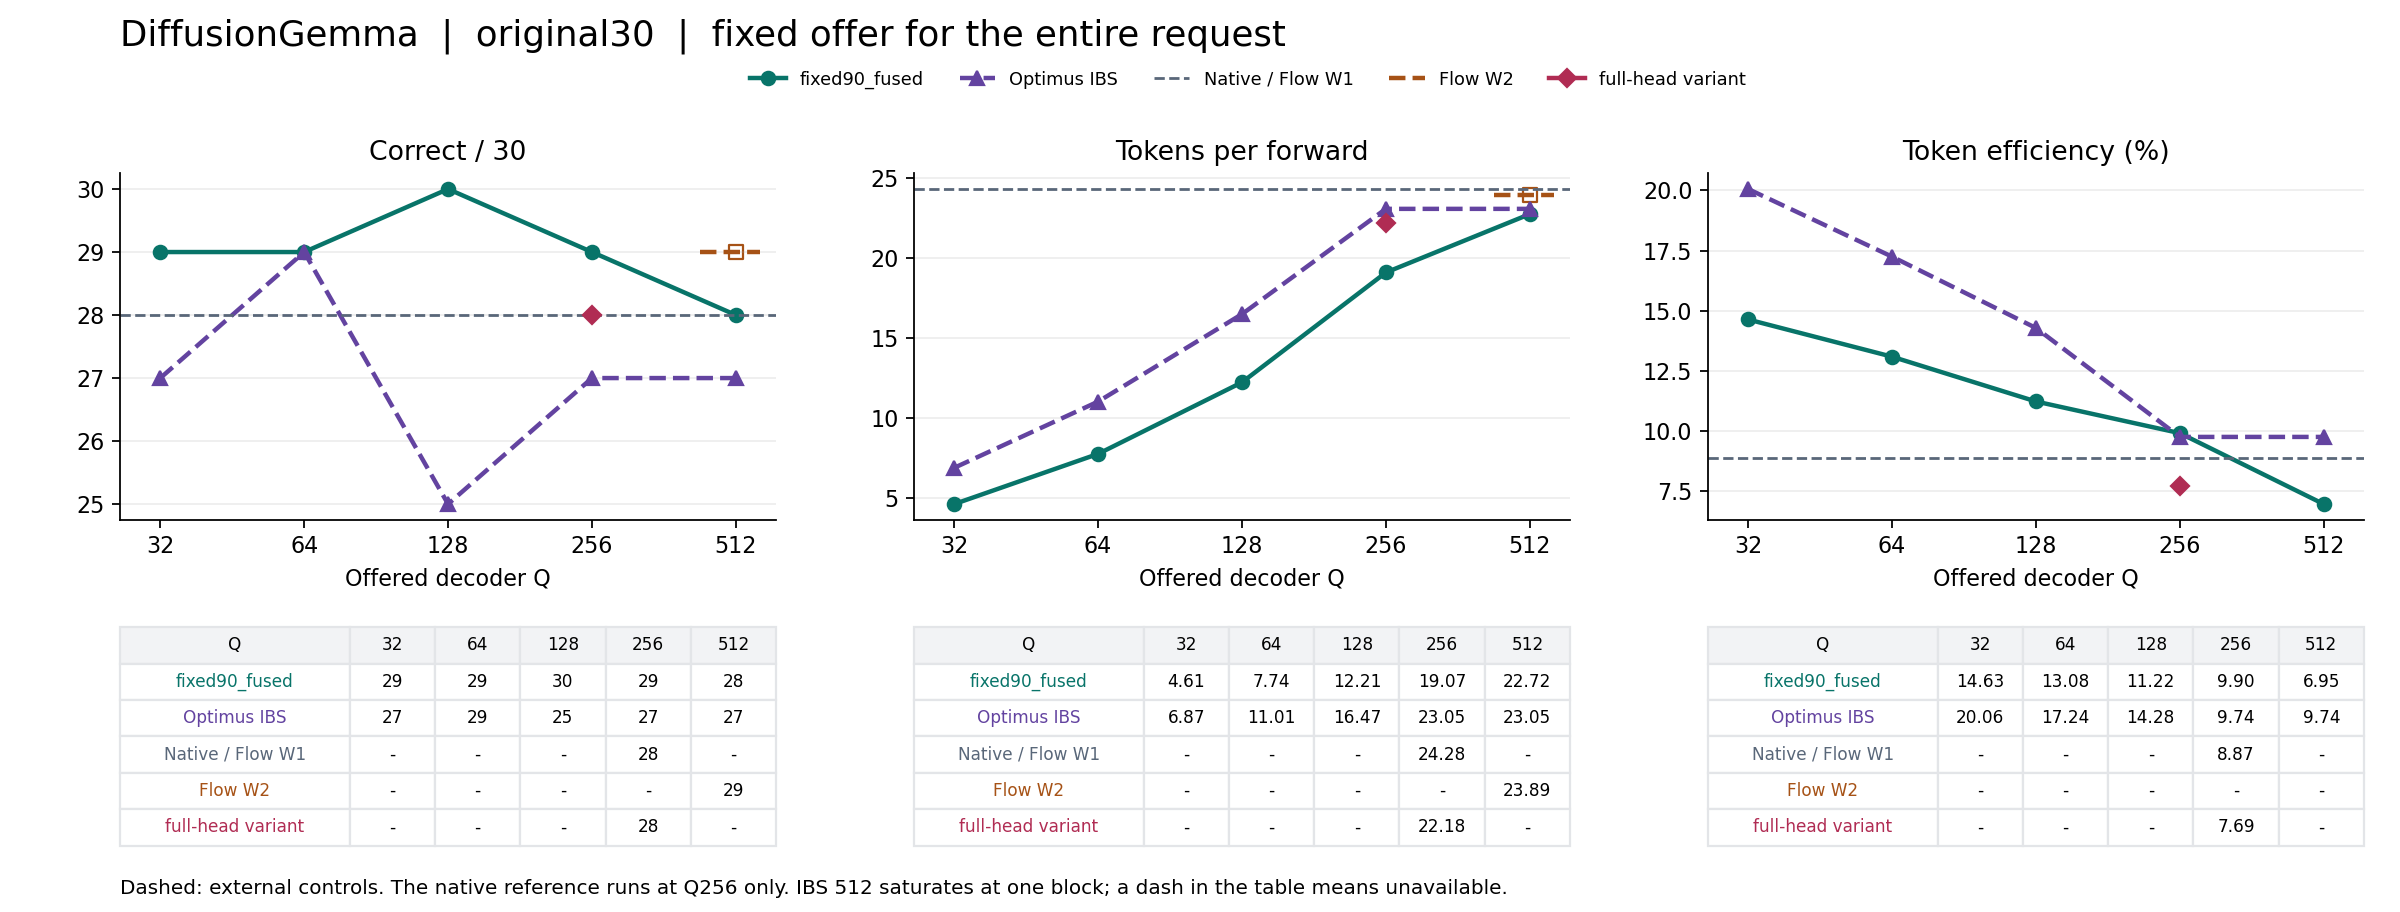 DiffusionGemma | original30 | fixed offer for the entire request
fixed90_fused Optimus IBS Native / Flow W1 Flow W2 full-head variant
Correct / 30
30
29
28
27
26
25
32 64 128 256 512
Offered decoder Q
Tokens per forward
25
20
15
10
5
32 64 128 256 512
Offered decoder Q
Token efficiency (%)
20.0
17.5
15.0
12.5
10.0
7.5
32 64 128 256 512
Offered decoder Q
Q 32 64 128 256 512
fixed90_fused 29 29 30 29 28
Optimus IBS 27 29 25 27 27
Native / Flow W1 - - - 28 -
Flow W2 - - - - 29
full-head variant - - - 28 -
Q 32 64 128 256 512
fixed90_fused 4.61 7.74 12.21 19.07 22.72
Optimus IBS 6.87 11.01 16.47 23.05 23.05
Native / Flow W1 - - - 24.28 -
Flow W2 - - - - 23.89
full-head variant - - - 22.18 -
Q 32 64 128 256 512
fixed90_fused 14.63 13.08 11.22 9.90 6.95
Optimus IBS 20.06 17.24 14.28 9.74 9.74
Native / Flow W1 - - - 8.87 -
Flow W2 - - - - -
full-head variant - - - 7.69 -
Dashed: external controls. The native reference runs at Q256 only. IBS 512 saturates at one block; a dash in the table means unavailable.